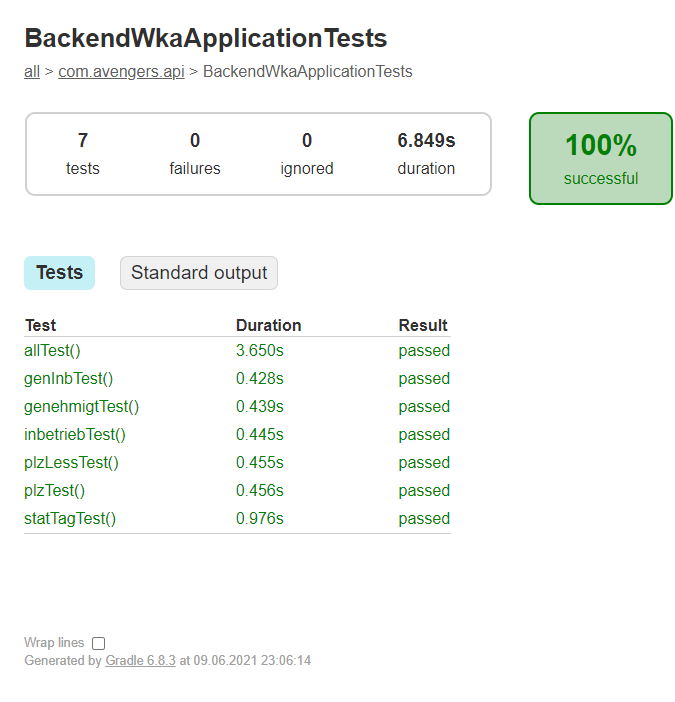 BackendWkaApplicationTests
all > com.avengers.api > BackendWkaApplicationTests
7 0 0 6.849s
tests failures ignored duration
100%
successful
Tests Standard output
Test Duration Result
allTest() 3.650s passed
genInbTest() 0.428s passed
genehmigtTest() 0.439s passed
inbetriebTest() 0.445s passed
plzLessTest() 0.455s passed
plzTest() 0.456s passed
statTagTest() 0.976s passed
Wrap lines
Generated by Gradle 6.8.3 at 09.06.2021 23:06:14